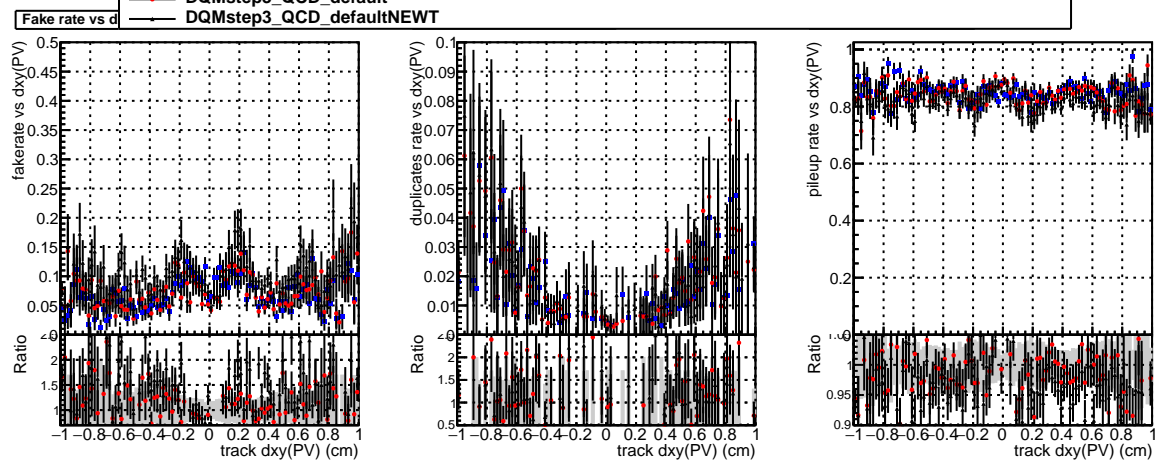 DQMstep3_QCD_default
DQMstep3_QCD_defaultNEWT
Fake rate vs d
fakerate vs dxy(PV)
0.5
0.45
0.4
0.35
0.3
0.25
0.2
0.15
0.1
0.05
Ratio
2
1.5
1
−1 −0.8 −0.6 −0.4 −0.2 0 0.2 0.4 0.6 0.8 1
track dxy(PV) (cm)
duplicates rate vs dxy(PV)
0.1
0.09
0.08
0.07
0.06
0.05
0.04
0.03
0.02
0.01
0
Ratio
2
1.5
1
0.5
−1 −0.8 −0.6 −0.4 −0.2 0 0.2 0.4 0.6 0.8 1
track dxy(PV) (cm)
pileup rate vs dxy(PV)
1
0.8
0.6
0.4
0.2
0
Ratio
1
0.95
0.9
−1 −0.8 −0.6 −0.4 −0.2 0 0.2 0.4 0.6 0.8 1
track dxy(PV) (cm)